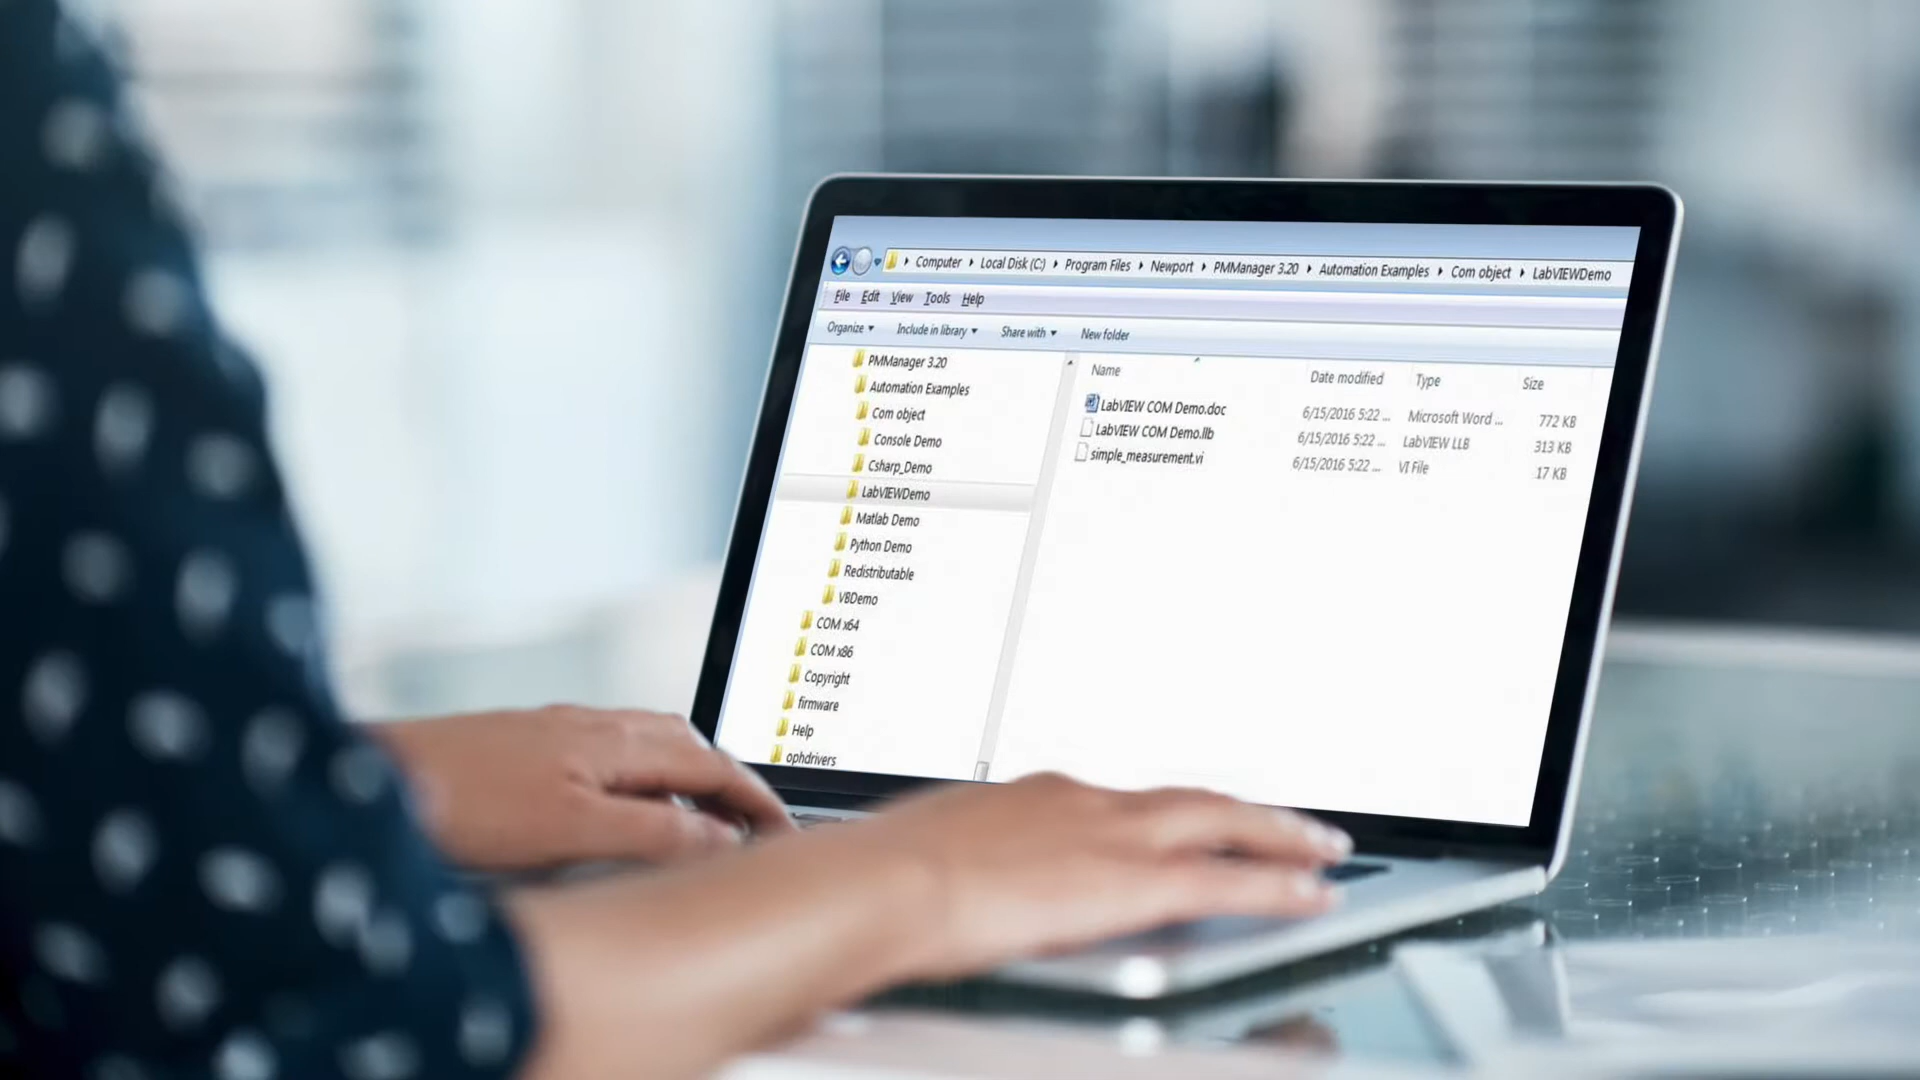 Computer Local Disk (C:) Program Files Newport PMManager 3.20 Automation Examples Com object LabVIEWDemo
File Edit View Tools Help
Organize Include in library Share with New folder
PMManager 3.20
Automation Examples
Com object
Console Demo
Csharp_Demo
LabVIEWDemo
Matlab Demo
Python Demo
Redistributable
VBDemo
COM x64
COM x86
Copyright
firmware
Help
ophdrivers
Name Date modified Type Size
LabVIEW COM Demo.doc 6/15/2016 5:22 ... Microsoft Word ... 772 KB
LabVIEW COM Demo.llb 6/15/2016 5:22 ... LabVIEW LLB 313 KB
simple_measurement.vi 6/15/2016 5:22 ... VI File 17 KB